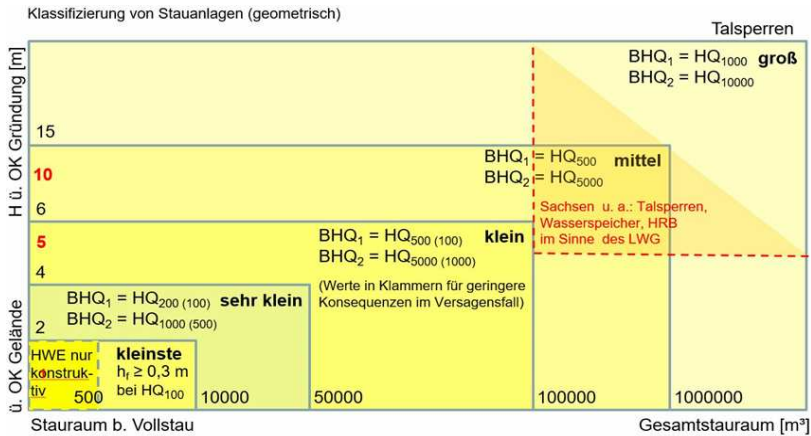 Klassifizierung von Stauanlagen (geometrisch)
Talsperren
BHQ₁ = HQ₁₀₀₀ groß
BHQ₂ = HQ₁₀₀₀₀
H ü. OK Gründung [m]
15
BHQ₁ = HQ₅₀₀ mittel
BHQ₂ = HQ₅₀₀₀
10
6
Sachsen u. a.: Talsperren,
Wasserspeicher, HRB
im Sinne des LWG
5
BHQ₁ = HQ₅₀₀ ₍₁₀₀₎ klein
BHQ₂ = HQ₅₀₀₀ ₍₁₀₀₀₎
4
(Werte in Klammern für geringere
Konsequenzen im Versagensfall)
BHQ₁ = HQ₂₀₀ ₍₁₀₀₎ sehr klein
BHQ₂ = HQ₁₀₀₀ ₍₅₀₀₎
2
ü. OK Gelände
HWE nur
konstruk-
tiv
kleinste
h_f ≥ 0,3 m
bei HQ₁₀₀
500
10000
50000
100000
1000000
Stauraum b. Vollstau
Gesamtstauraum [m³]